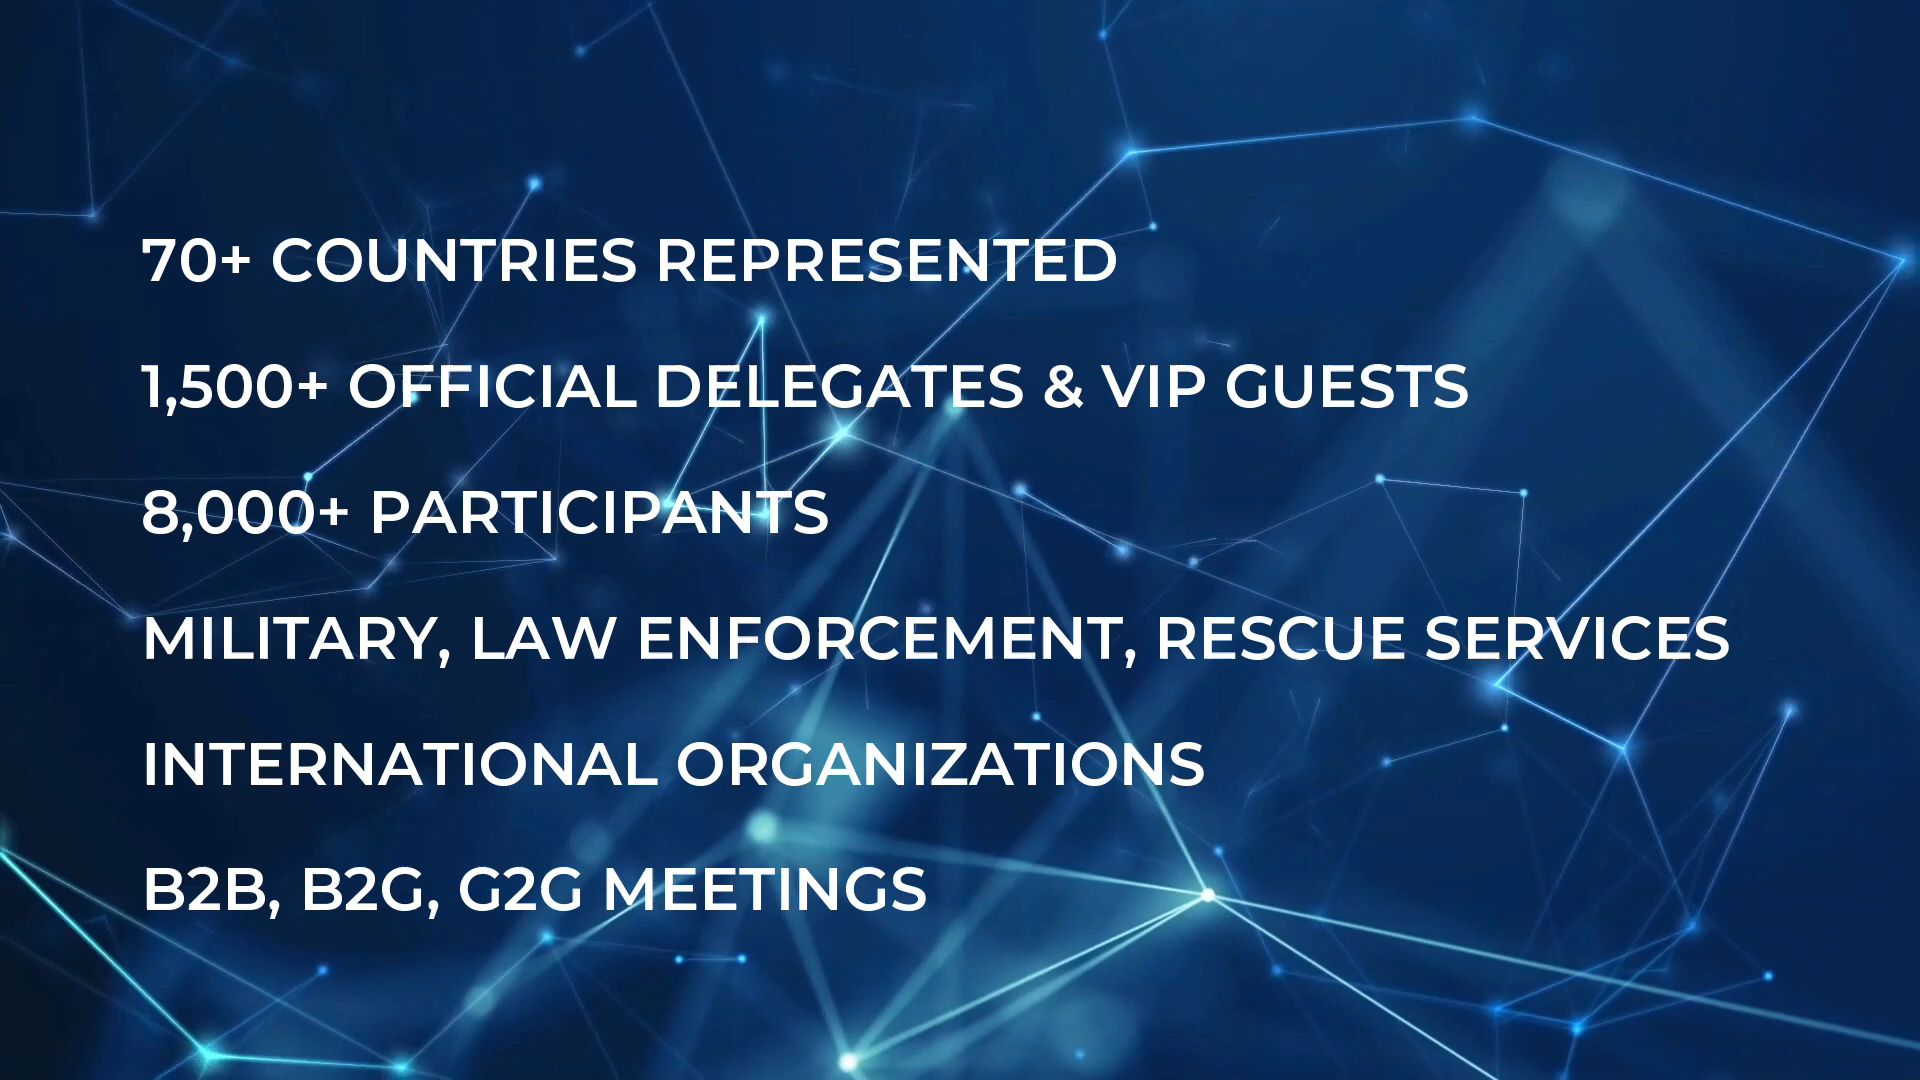 70+ COUNTRIES REPRESENTED
1,500+ OFFICIAL DELEGATES & VIP GUESTS
8,000+ PARTICIPANTS
MILITARY, LAW ENFORCEMENT, RESCUE SERVICES
INTERNATIONAL ORGANIZATIONS
B2B, B2G, G2G MEETINGS